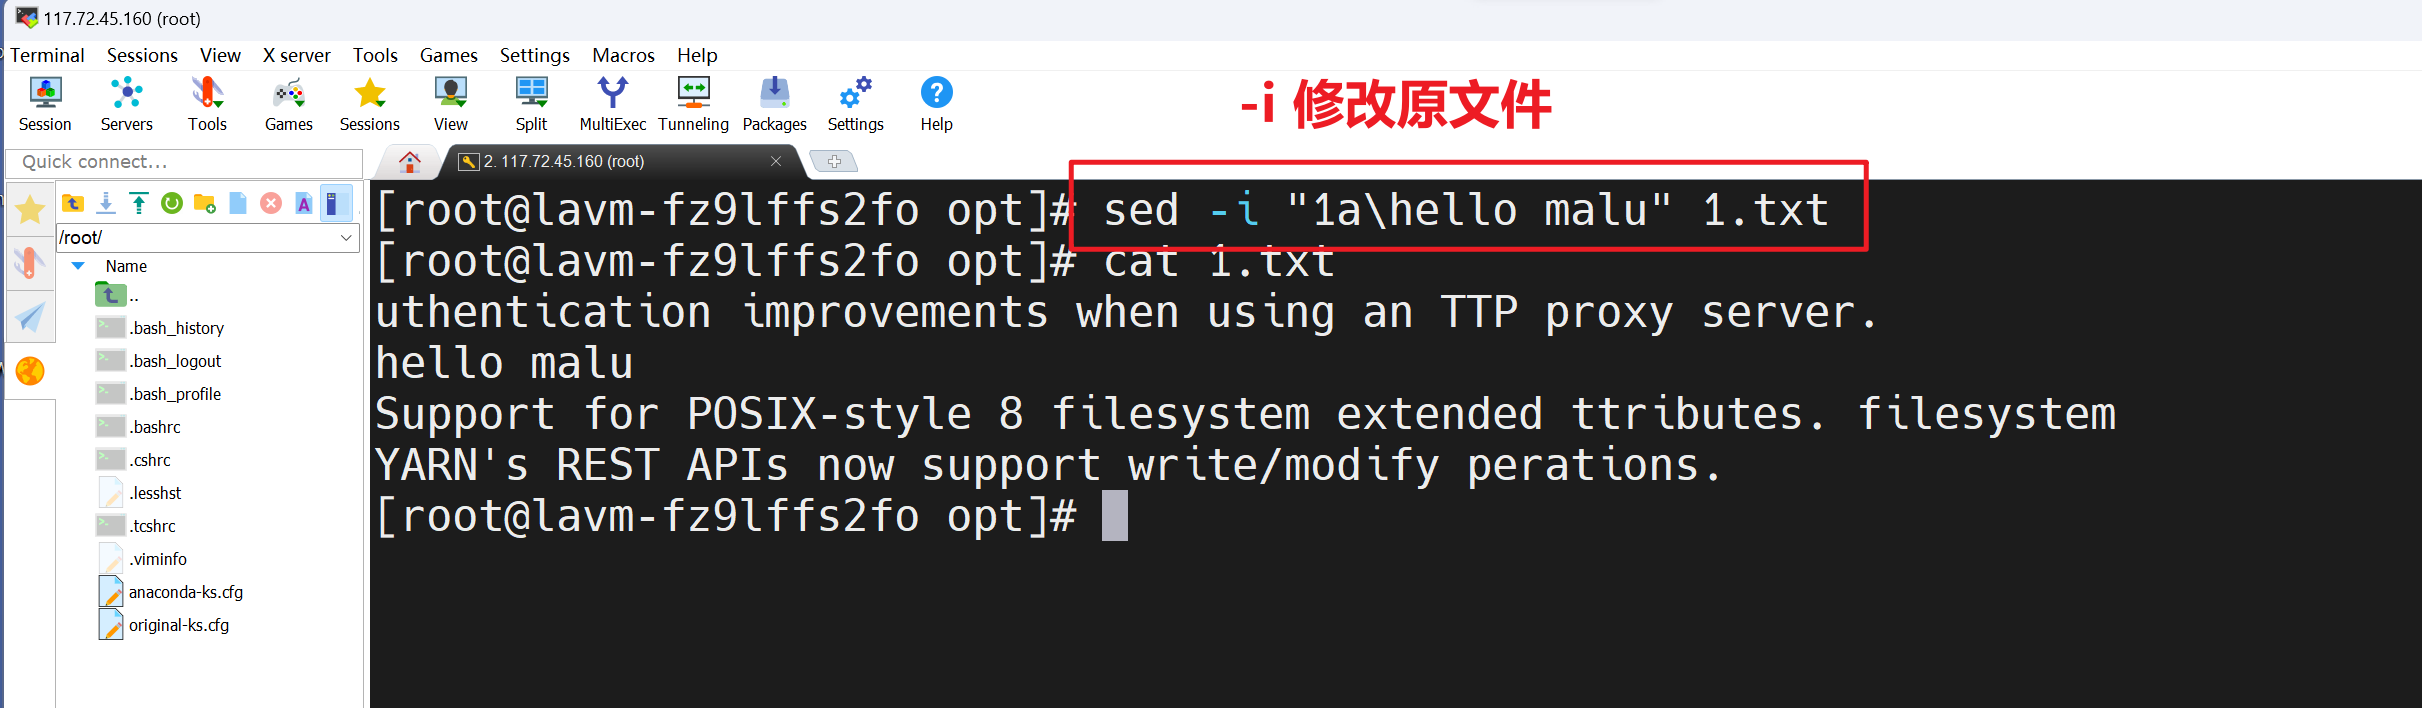 117.72.45.160 (root)
Terminal Sessions View X server Tools Games Settings Macros Help
Session Servers Tools Games Sessions View Split MultiExec Tunneling Packages Settings Help
-i 修改原文件
Quick connect...
2. 117.72.45.160 (root)
/root/
Name
..
.bash_history
.bash_logout
.bash_profile
.bashrc
.cshrc
.lesshst
.tcshrc
.viminfo
anaconda-ks.cfg
original-ks.cfg
[root@lavm-fz9lffs2fo opt]# sed -i "1a\hello malu" 1.txt
[root@lavm-fz9lffs2fo opt]# cat 1.txt
uthentication improvements when using an TTP proxy server.
hello malu
Support for POSIX-style 8 filesystem extended ttributes. filesystem
YARN's REST APIs now support write/modify perations.
[root@lavm-fz9lffs2fo opt]#